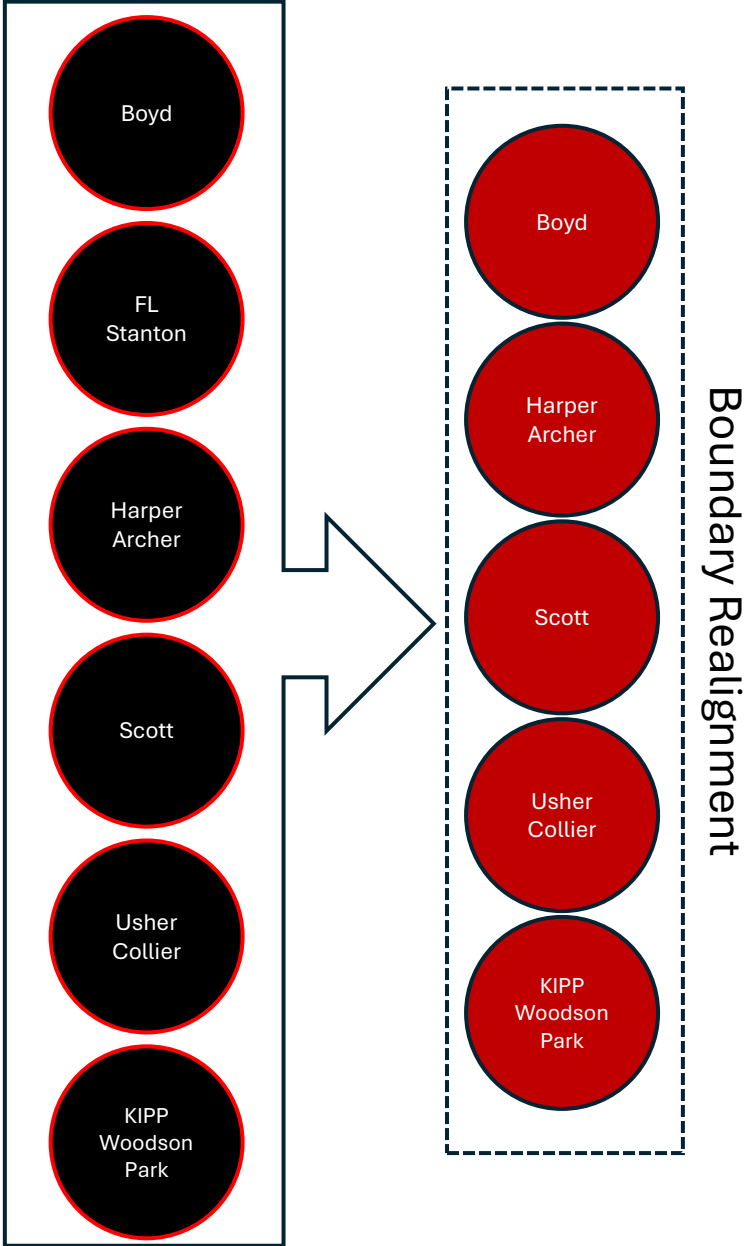 Boyd
FL
Stanton
Harper
Archer
Scott
Usher
Collier
KIPP
Woodson
Park
Boyd
Harper
Archer
Scott
Usher
Collier
KIPP
Woodson
Park
Boundary Realignment